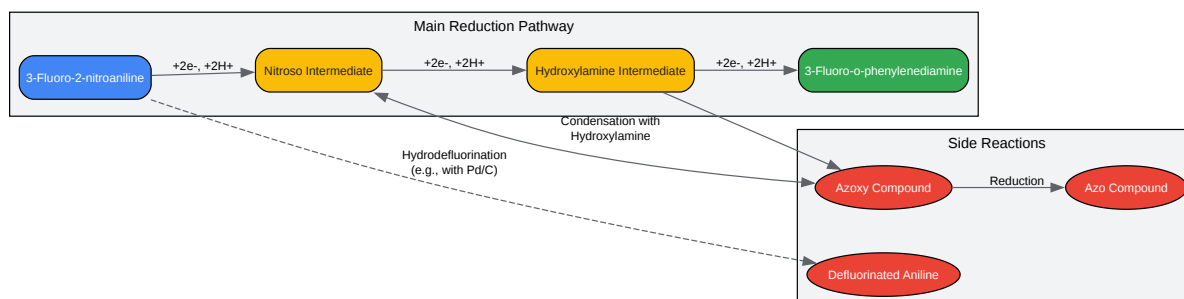 Main Reduction Pathway
3-Fluoro-2-nitroaniline
+2e-, +2H+
Nitroso Intermediate
+2e-, +2H+
Hydroxylamine Intermediate
+2e-, +2H+
3-Fluoro-o-phenylenediamine
Condensation with
Hydroxylamine
Hydrodefluorination
(e.g., with Pd/C)
Side Reactions
Azoxy Compound
Reduction
Azo Compound
Defluorinated Aniline